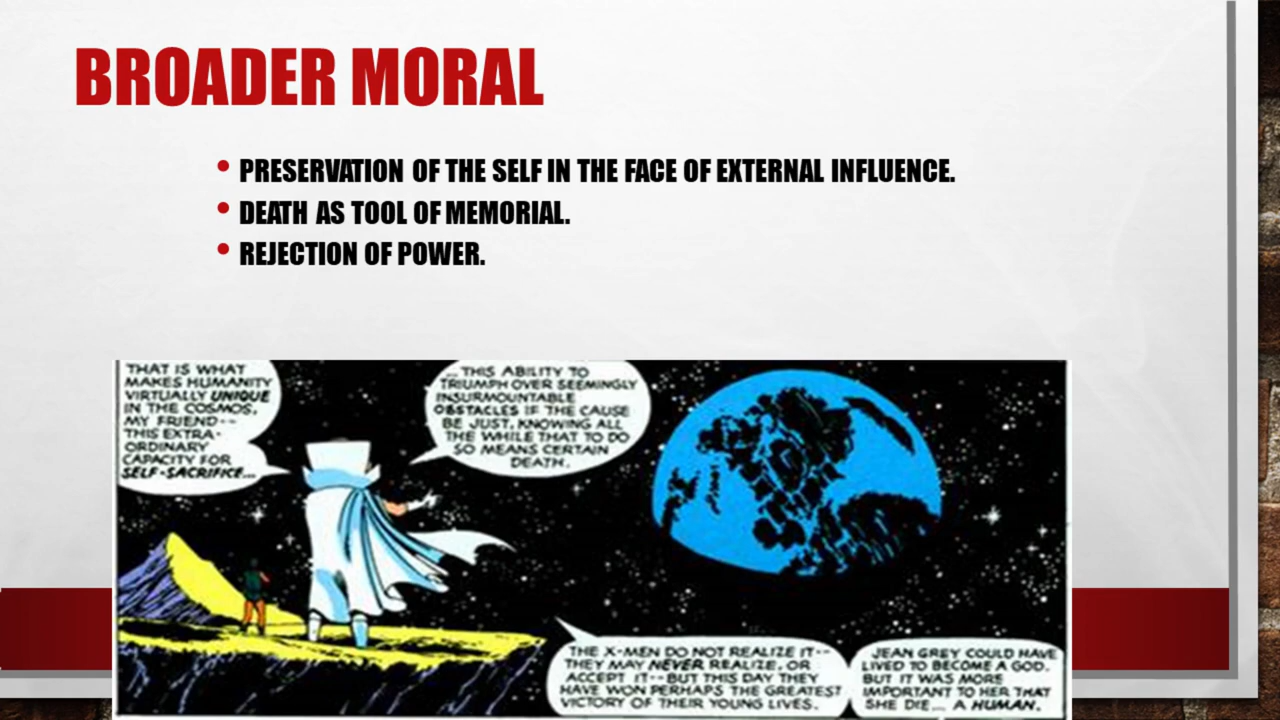 BROADER MORAL
• PRESERVATION OF THE SELF IN THE FACE OF EXTERNAL INFLUENCE.
• DEATH AS TOOL OF MEMORIAL.
• REJECTION OF POWER.
THAT IS WHAT
MAKES HUMANITY
VIRTUALLY UNIQUE
IN THE COSMOS,
MY FRIEND--
THIS EXTRA-
ORDINARY
CAPACITY FOR
SELF-SACRIFICE...
...THIS ABILITY TO
TRIUMPH OVER SEEMINGLY
INSURMOUNTABLE
OBSTACLES IF THE CAUSE
BE JUST, KNOWING ALL
THE WHILE THAT TO DO
SO MEANS CERTAIN
DEATH.
THE X-MEN DO NOT REALIZE IT--
THEY MAY NEVER REALIZE, OR
ACCEPT IT--BUT THIS DAY THEY
HAVE WON PERHAPS THE GREATEST
VICTORY OF THEIR YOUNG LIVES.
JEAN GREY COULD HAVE
LIVED TO BECOME A GOD.
BUT IT WAS MORE
IMPORTANT TO HER THAT
SHE DIE... A HUMAN.